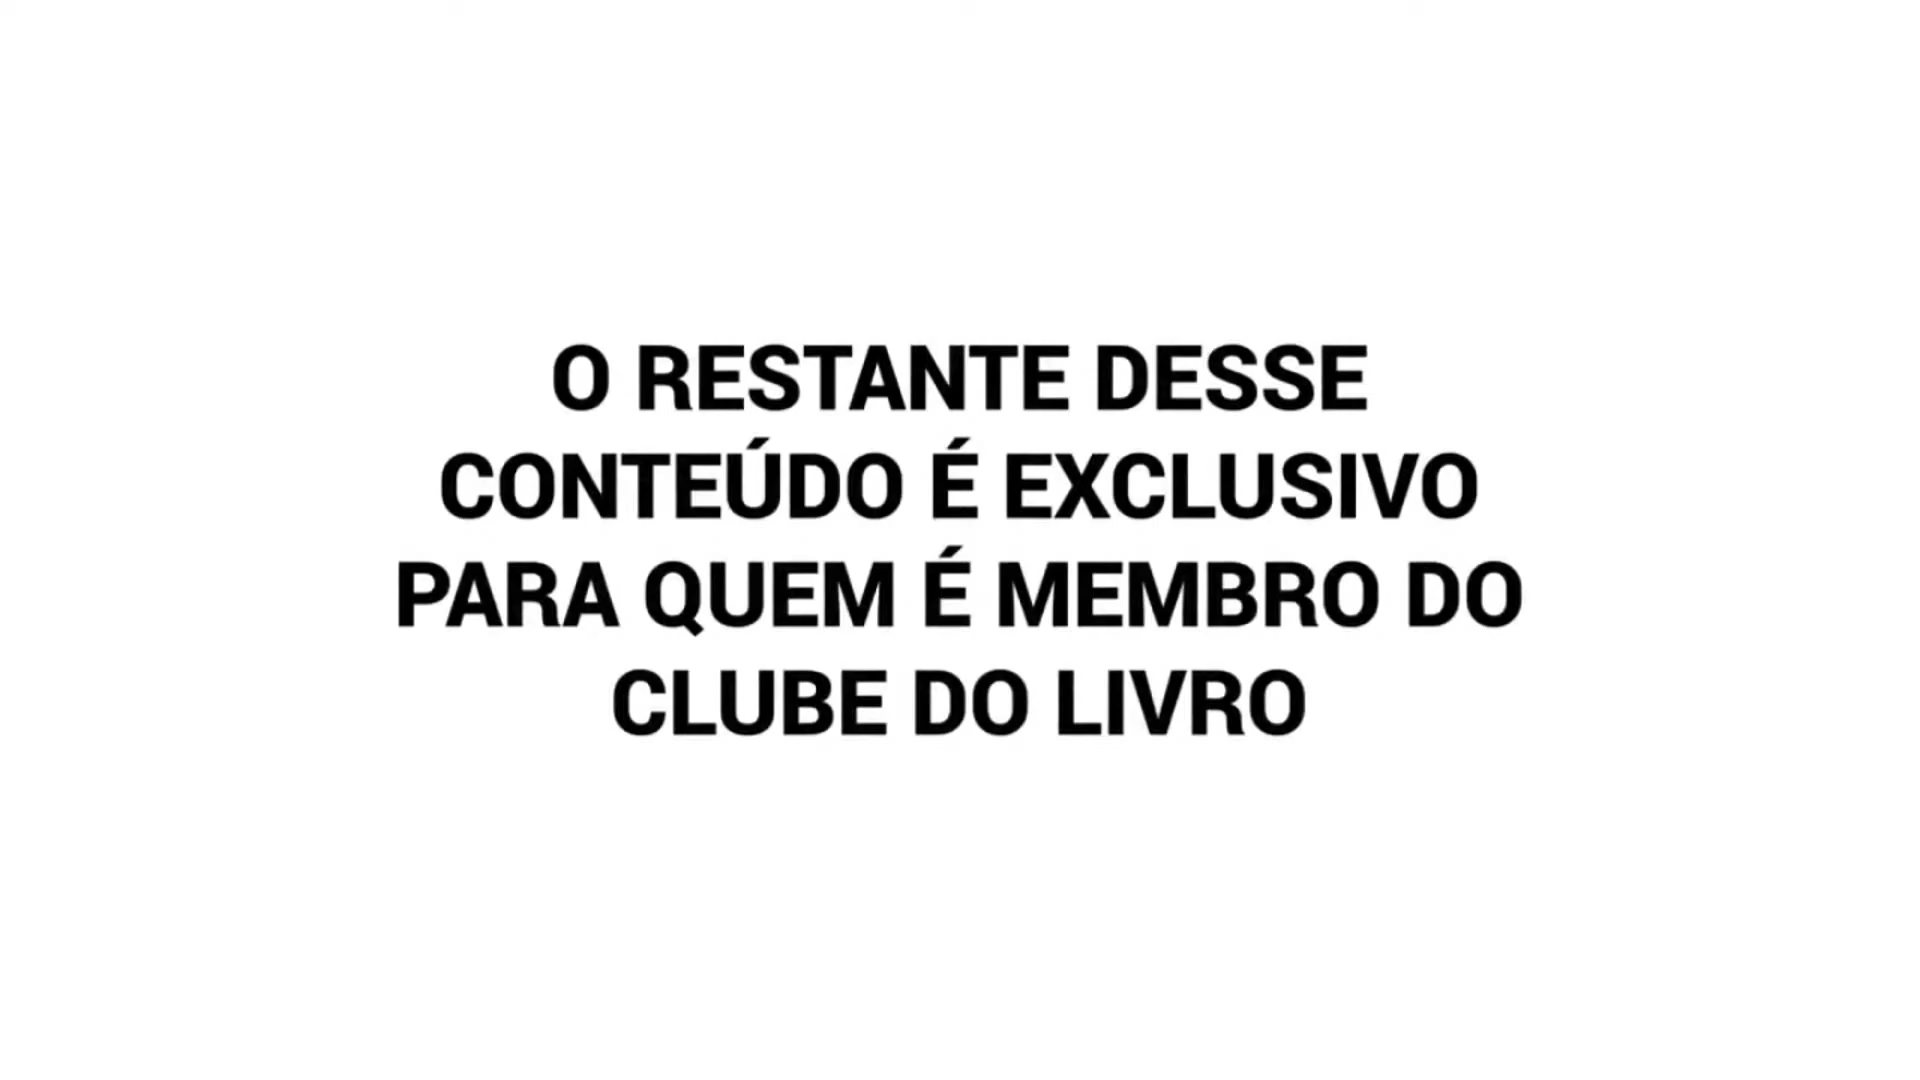 O RESTANTE DESSE
CONTEÚDO É EXCLUSIVO
PARA QUEM É MEMBRO DO
CLUBE DO LIVRO